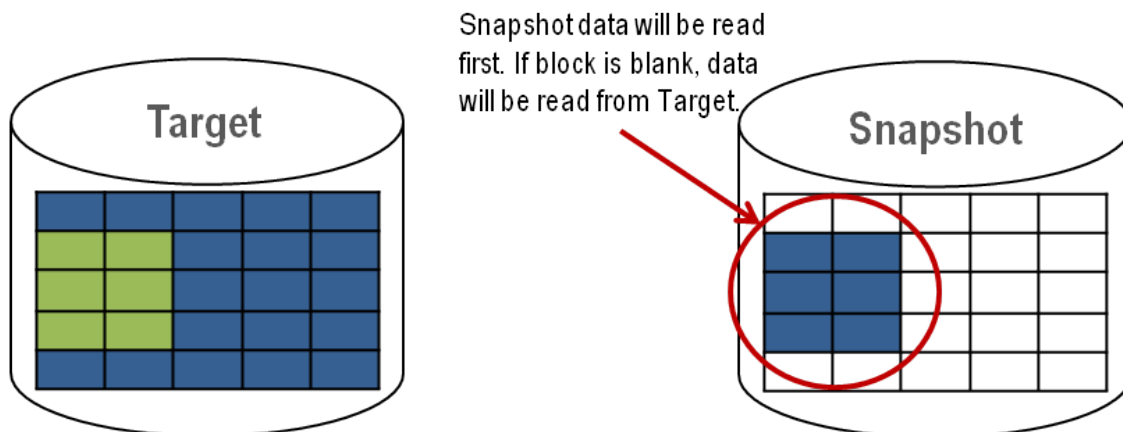 Snapshot data will be read
first. If block is blank, data
will be read from Target.
Target
Snapshot